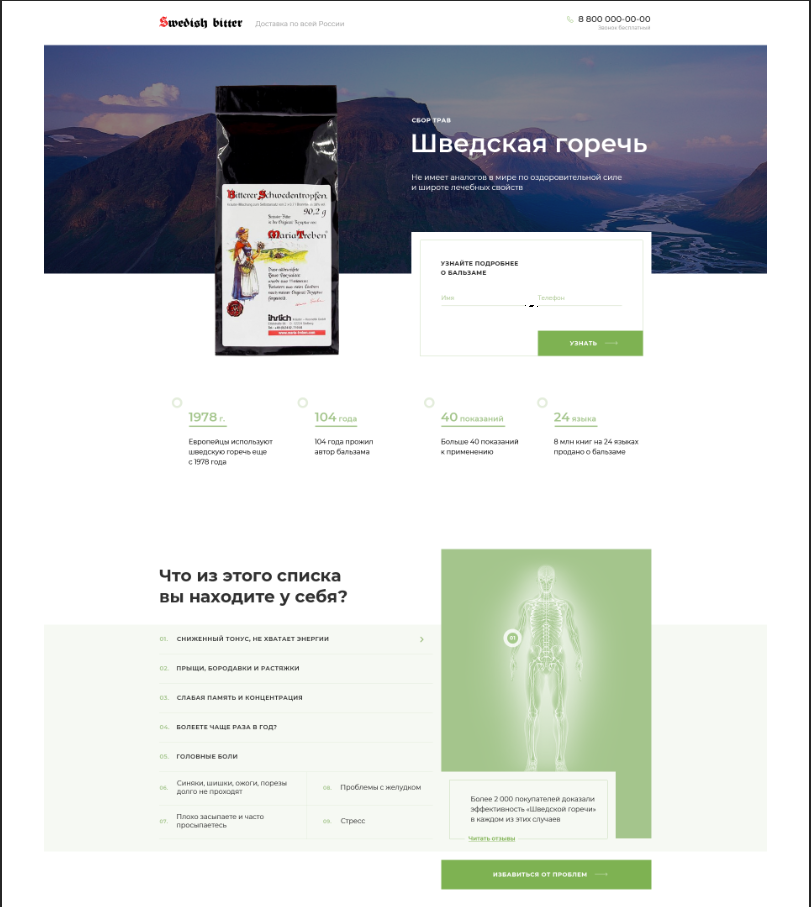 Swedish bitter
Доставка по всей России
8 800 000-00-00
Звонок бесплатный
СБОР ТРАВ
Шведская горечь
Не имеет аналогов в мире по оздоровительной силе
и широте лечебных свойств
Bitterer Schwedentropfen
90,2 g
Maria Treben
ihrlich
УЗНАЙТЕ ПОДРОБНЕЕ
О БАЛЬЗАМЕ
Имя
Телефон
УЗНАТЬ
1978 г.
Европейцы используют
шведскую горечь еще
с 1978 года
104 года
104 года прожил
автор бальзама
40 показаний
Больше 40 показаний
к применению
24 языка
8 млн книг на 24 языках
продано о бальзаме
Что из этого списка
вы находите у себя?
01. СНИЖЕННЫЙ ТОНУС, НЕ ХВАТАЕТ ЭНЕРГИИ
02. ПРЫЩИ, БОРОДАВКИ И РАСТЯЖКИ
03. СЛАБАЯ ПАМЯТЬ И КОНЦЕНТРАЦИЯ
04. БОЛЕЕТЕ ЧАЩЕ РАЗА В ГОД?
05. ГОЛОВНЫЕ БОЛИ
06. Синяки, шишки, ожоги, порезы
долго не проходят
08. Проблемы с желудком
07. Плохо засыпаете и часто
просыпаетесь
09. Стресс
01
Более 2 000 покупателей доказали
эффективность «Шведской горечи»
в каждом из этих случаев
Читать отзывы
ИЗБАВИТЬСЯ ОТ ПРОБЛЕМ